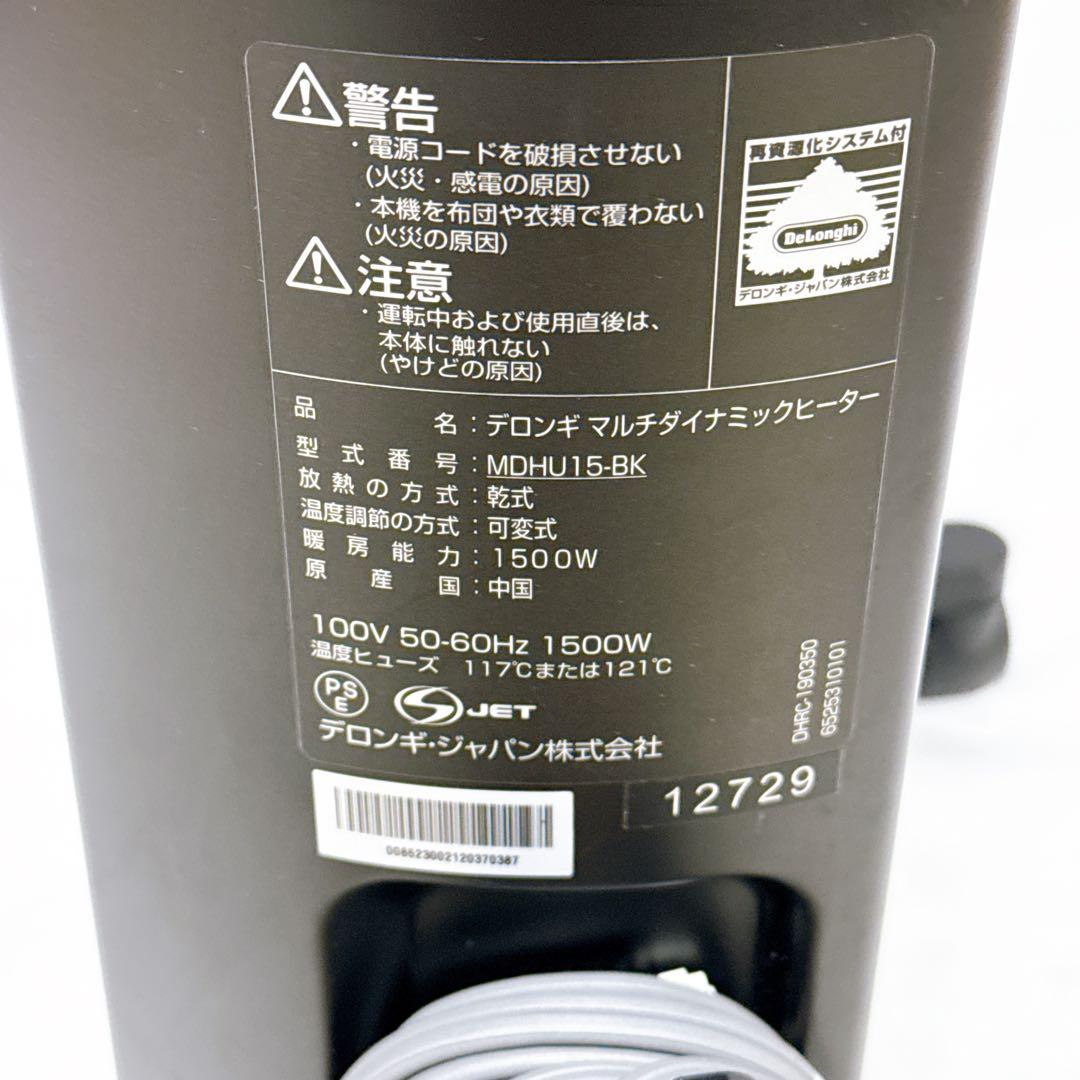 警告
・電源コードを破損させない
(火災・感電の原因)
・本機を布団や衣類で覆わない
(火災の原因)
注意
・運転中および使用直後は、
本体に触れない
(やけどの原因)
再資源化システム付
DeLonghi
デロンギ・ジャパン株式会社
品名：デロンギ マルチダイナミックヒーター
型式番号：MDHU15-BK
放熱の方式：乾式
温度調節の方式：可変式
暖房能力：1500W
原産国：中国
100V 50-60Hz 1500W
温度ヒューズ 117℃または121℃
PSE
JET
デロンギ・ジャパン株式会社
DHRC-190350
6525310101
12729
0086523002120370387